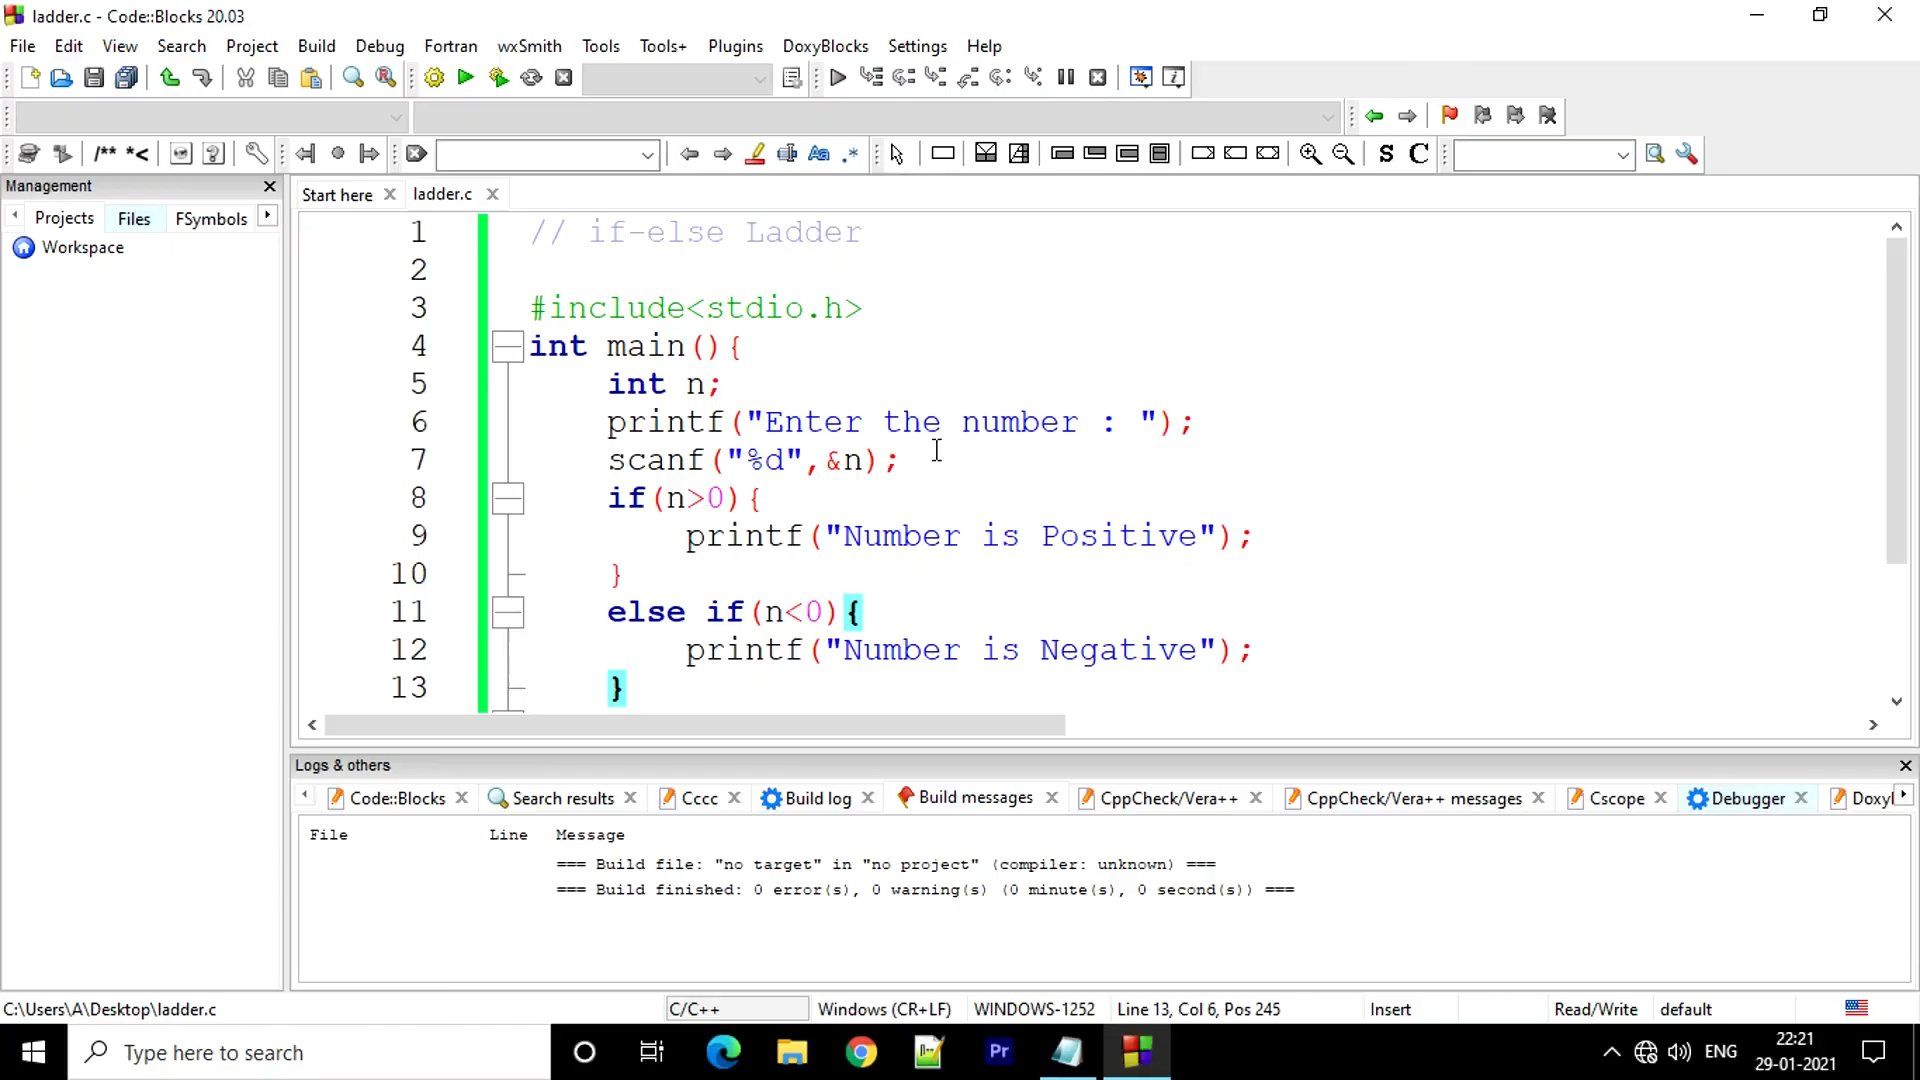 ladder.c - Code::Blocks 20.03
File Edit View Search Project Build Debug Fortran wxSmith Tools Tools+ Plugins DoxyBlocks Settings Help
/** *< Aa .* S C
Management
Projects Files FSymbols
Workspace
Start here ladder.c
1 // if-else Ladder
2
3 #include<stdio.h>
4 int main(){
5 int n;
6 printf("Enter the number : ");
7 scanf("%d",&n);
8 if(n>0){
9 printf("Number is Positive");
10 }
11 else if(n<0){
12 printf("Number is Negative");
13 }
Logs & others
Code::Blocks Search results Cccc Build log Build messages CppCheck/Vera++ CppCheck/Vera++ messages Cscope Debugger Doxyl
File Line Message
=== Build file: "no target" in "no project" (compiler: unknown) ===
=== Build finished: 0 error(s), 0 warning(s) (0 minute(s), 0 second(s)) ===
C:\Users\A\Desktop\ladder.c C/C++ Windows (CR+LF) WINDOWS-1252 Line 13, Col 6, Pos 245 Insert Read/Write default
Type here to search Pr ENG 22:21
29-01-2021